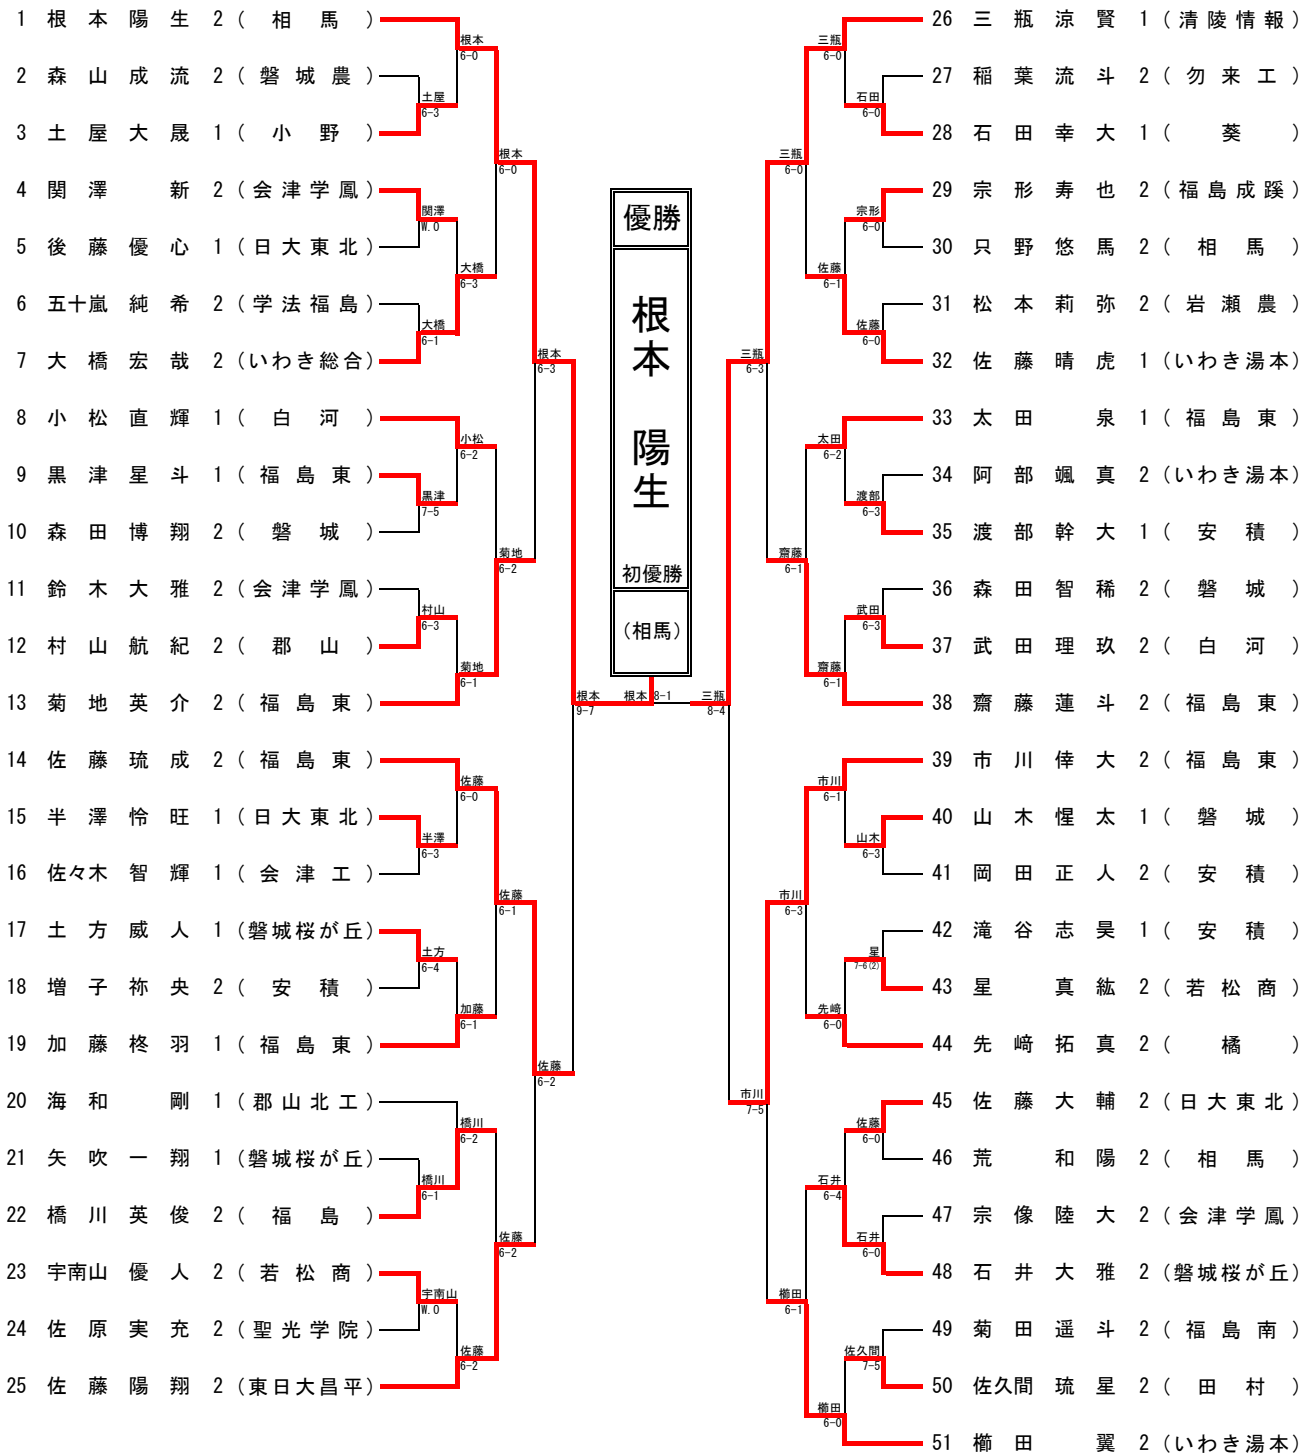 1 根本陽生 2 (相馬)
2 森山成流 2 (磐城農)
3 土屋大晟 1 (小野)
4 関澤新 2 (会津学鳳)
5 後藤優心 1 (日大東北)
6 五十嵐純希 2 (学法福島)
7 大橋宏哉 2 (いわき総合)
8 小松直輝 1 (白河)
9 黒津星斗 1 (福島東)
10 森田博翔 2 (磐城)
11 鈴木大雅 2 (会津学鳳)
12 村山航紀 2 (郡山)
13 菊地英介 2 (福島東)
14 佐藤琉成 2 (福島東)
15 半澤怜旺 1 (日大東北)
16 佐々木智輝 1 (会津工)
17 土方威人 1 (磐城桜が丘)
18 増子祢央 2 (安積)
19 加藤柊羽 1 (福島東)
20 海和剛 1 (郡山北工)
21 矢吹一翔 1 (磐城桜が丘)
22 橋川英俊 2 (福島)
23 宇南山優人 2 (若松商)
24 佐原実充 2 (聖光学院)
25 佐藤陽翔 2 (東日大昌平)
土屋
6-3
関澤
W.O
大橋
6-1
黒津
7-5
村山
6-3
半澤
6-3
土方
6-4
橋川
6-1
宇南山
W.O
根本
6-0
大橋
6-3
小松
6-2
菊地
6-1
佐藤
6-0
加藤
6-1
橋川
6-2
佐藤
6-2
根本
6-0
菊地
6-2
佐藤
6-1
佐藤
6-2
根本
6-3
佐藤
6-2
根本
9-7
優勝
根本 陽生
初優勝
(相馬)
根本 8-1
三瓶
8-4
三瓶
6-3
市川
7-5
三瓶
6-0
齋藤
6-1
市川
6-3
櫛田
6-1
三瓶
6-0
佐藤
6-1
太田
6-2
齋藤
6-1
市川
6-1
先﨑
6-0
石井
6-4
櫛田
6-0
石田
6-0
宗形
6-0
佐藤
6-0
渡部
6-3
武田
6-3
山木
6-3
星
7-6(2)
佐藤
6-0
石井
6-0
佐久間
7-5
26 三瓶涼賢 1 (清陵情報)
27 稲葉流斗 2 (勿来工)
28 石田幸大 1 (葵)
29 宗形寿也 2 (福島成蹊)
30 只野悠馬 2 (相馬)
31 松本莉弥 2 (岩瀬農)
32 佐藤晴虎 1 (いわき湯本)
33 太田泉 1 (福島東)
34 阿部颯真 2 (いわき湯本)
35 渡部幹大 1 (安積)
36 森田智稀 2 (磐城)
37 武田理玖 2 (白河)
38 齋藤蓮斗 2 (福島東)
39 市川倖大 2 (福島東)
40 山木惺太 1 (磐城)
41 岡田正人 2 (安積)
42 滝谷志昊 1 (安積)
43 星真紘 2 (若松商)
44 先﨑拓真 2 (橘)
45 佐藤大輔 2 (日大東北)
46 荒和陽 2 (相馬)
47 宗像陸大 2 (会津学鳳)
48 石井大雅 2 (磐城桜が丘)
49 菊田遥斗 2 (福島南)
50 佐久間琉星 2 (田村)
51 櫛田翼 2 (いわき湯本)